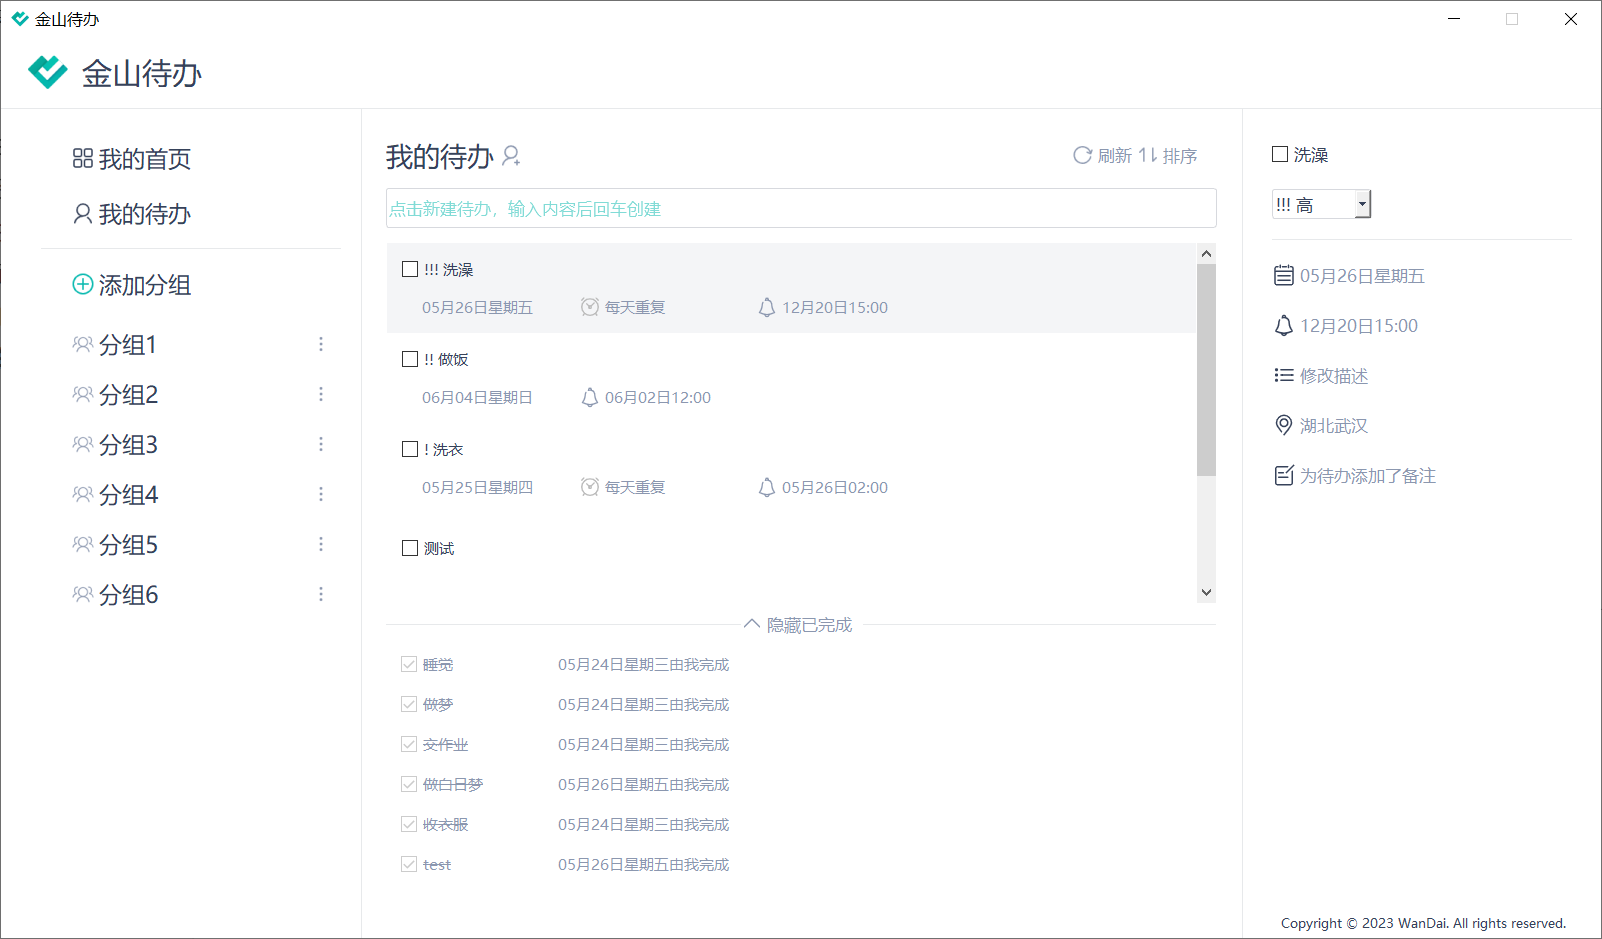 金山待办
金山待办
我的首页
我的待办
添加分组
分组1
分组2
分组3
分组4
分组5
分组6
我的待办
刷新 排序
点击新建待办，输入内容后回车创建
!!! 洗澡
05月26日星期五 每天重复 12月20日15:00
!! 做饭
06月04日星期日 06月02日12:00
! 洗衣
05月25日星期四 每天重复 05月26日02:00
测试
隐藏已完成
睡觉 05月24日星期三由我完成
做梦 05月24日星期三由我完成
交作业 05月24日星期三由我完成
做白日梦 05月26日星期五由我完成
收衣服 05月24日星期三由我完成
test 05月26日星期五由我完成
洗澡
!!! 高
05月26日星期五
12月20日15:00
修改描述
湖北武汉
为待办添加了备注
Copyright © 2023 WanDai. All rights reserved.